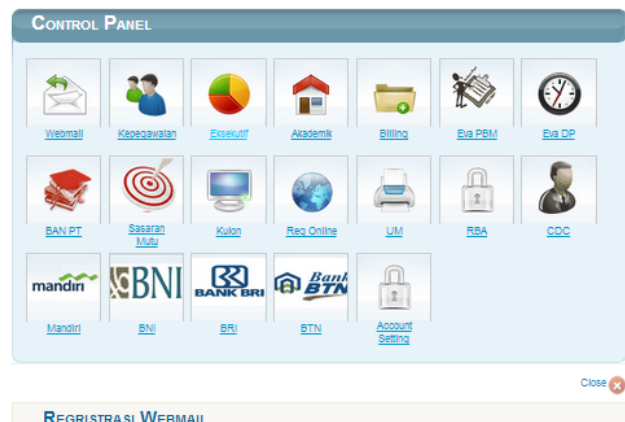 CONTROL PANEL
Webmail
Kepegawaian
Eksekutif
Akademik
Billing
Eva PBM
Eva DP
BAN PT
Sasaran
Mutu
Kulon
Reg Online
UM
RBA
CDC
mandiri
BNI
BANK BRI
Bank
BTN
Mandiri
BNI
BRI
BTN
Account
Setting
Close
REGRISTRASI WEBMAIL